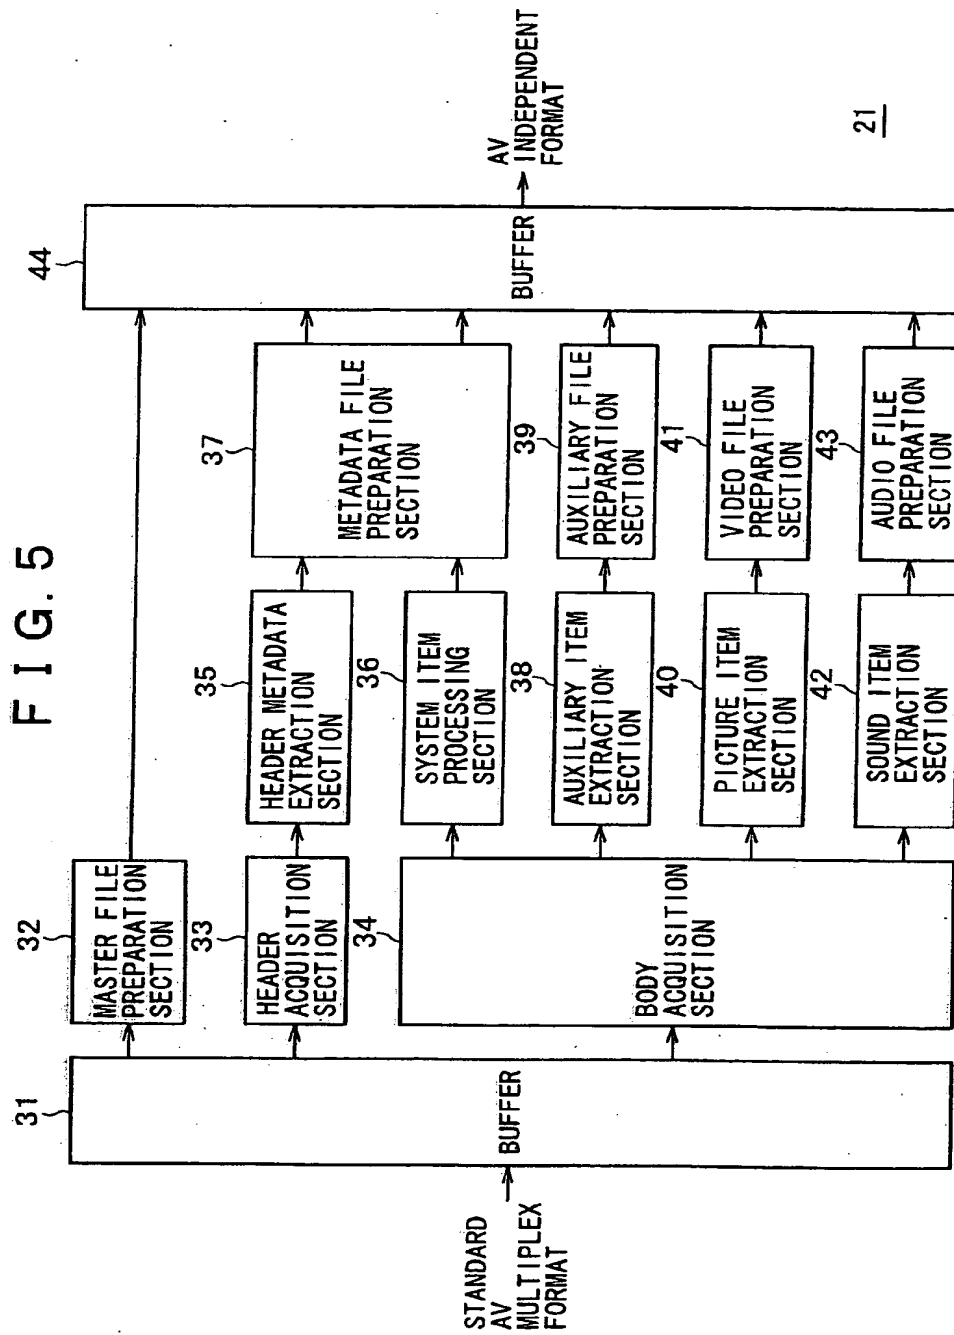 FIG. 5
STANDARD
AV
MULTIPLEX
FORMAT
31
BUFFER
32
MASTER FILE
PREPARATION
SECTION
33
HEADER
ACQUISITION
SECTION
34
BODY
ACQUISITION
SECTION
35
HEADER METADATA
EXTRACTION
SECTION
36
SYSTEM ITEM
PROCESSING
SECTION
38
AUXILIARY ITEM
EXTRACTION
SECTION
40
PICTURE ITEM
EXTRACTION
SECTION
42
SOUND ITEM
EXTRACTION
SECTION
37
METADATA FILE
PREPARATION
SECTION
39
AUXILIARY FILE
PREPARATION
SECTION
41
VIDEO FILE
PREPARATION
SECTION
43
AUDIO FILE
PREPARATION
SECTION
44
BUFFER
AV
INDEPENDENT
FORMAT
21